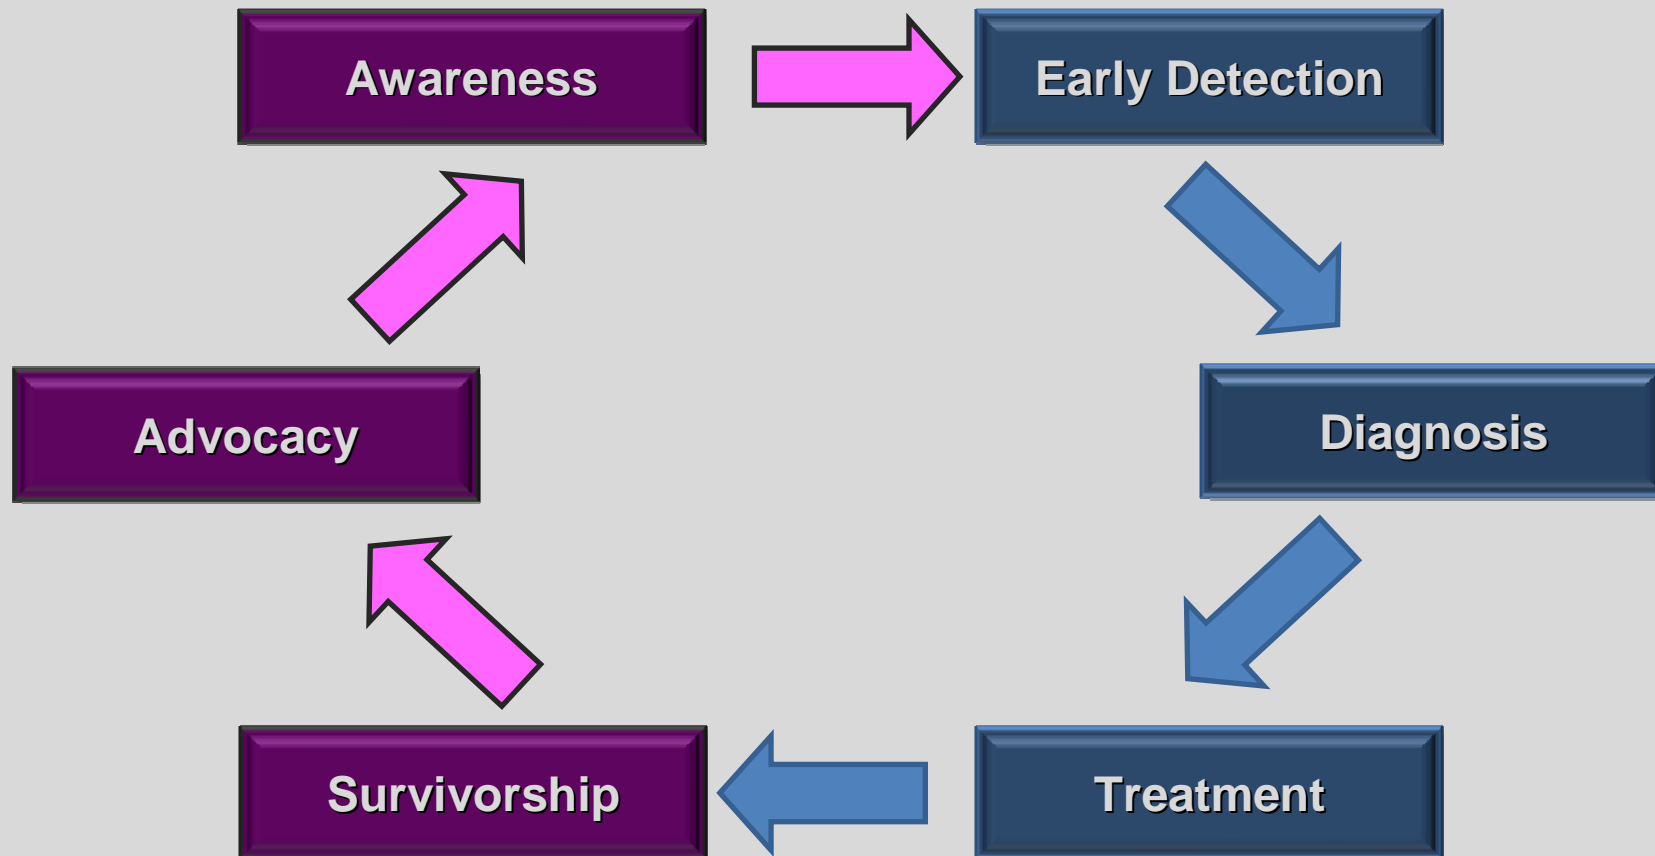 Awareness
Early Detection
Advocacy
Diagnosis
Survivorship
Treatment